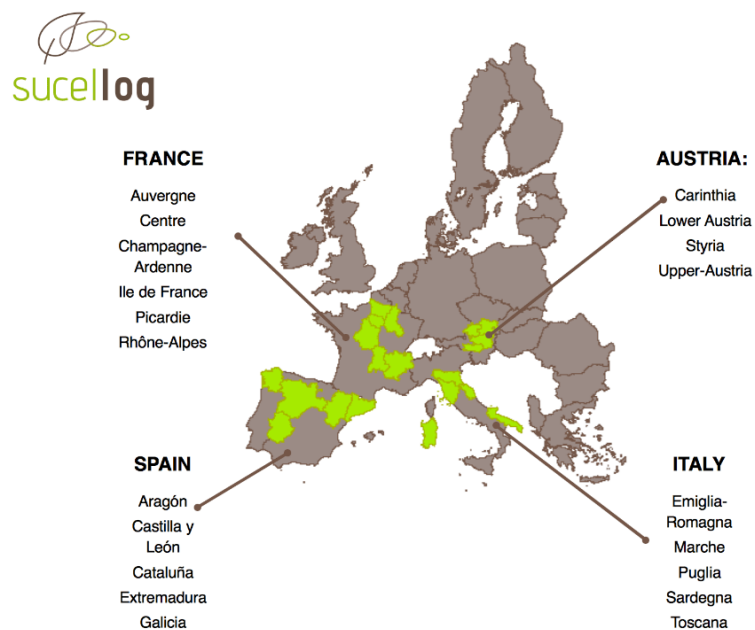 sucellog
FRANCE
Auvergne
Centre
Champagne-
Ardenne
Ile de France
Picardie
Rhône-Alpes
AUSTRIA:
Carinthia
Lower Austria
Styria
Upper-Austria
SPAIN
Aragón
Castilla y
León
Cataluña
Extremadura
Galicia
ITALY
Emiglia-
Romagna
Marche
Puglia
Sardegna
Toscana